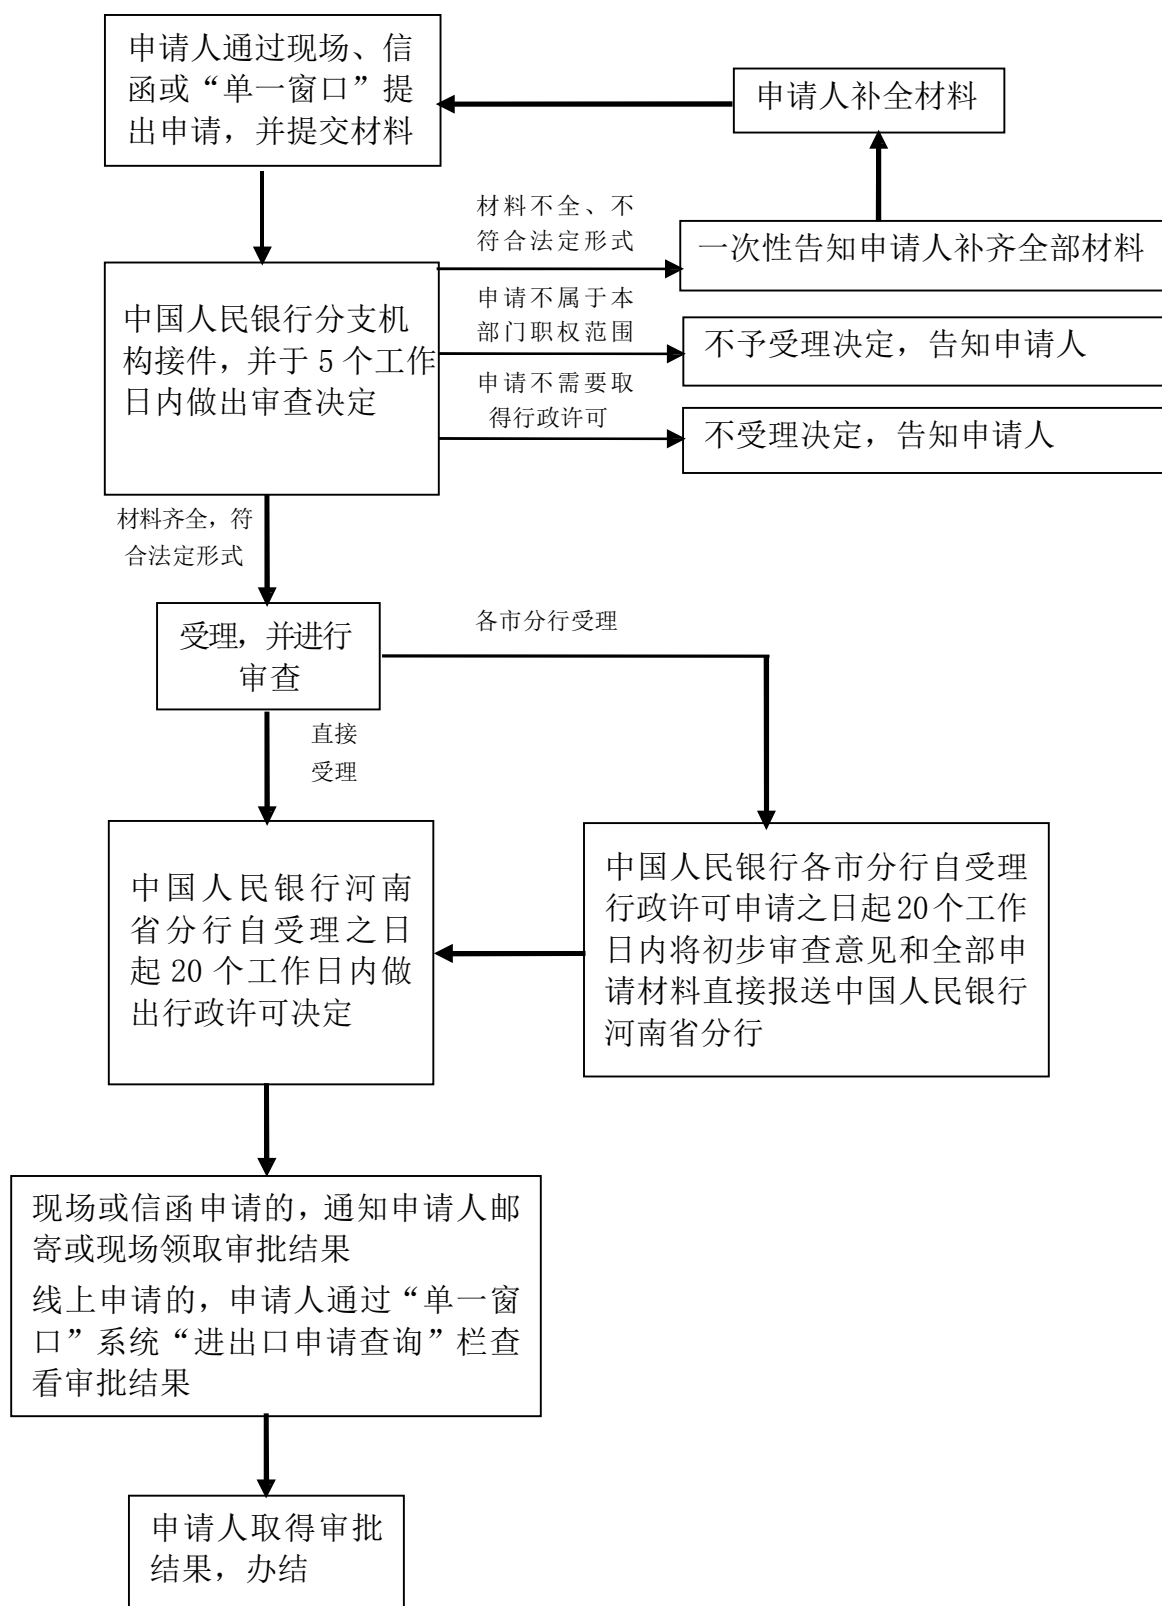 申请人通过现场、信
函或“单一窗口”提
出申请，并提交材料
申请人补全材料
材料不全、不
符合法定形式
一次性告知申请人补齐全部材料
中国人民银行分支机
构接件，并于 5 个工作
日内做出审查决定
申请不属于本
部门职权范围
不予受理决定，告知申请人
申请不需要取
得行政许可
不受理决定，告知申请人
材料齐全，符
合法定形式
受理，并进行
审查
各市分行受理
直接
受理
中国人民银行河南
省分行自受理之日
起 20 个工作日内做
出行政许可决定
中国人民银行各市分行自受理
行政许可申请之日起 20 个工作
日内将初步审查意见和全部申
请材料直接报送中国人民银行
河南省分行
现场或信函申请的，通知申请人邮
寄或现场领取审批结果
线上申请的，申请人通过“单一窗
口”系统“进出口申请查询”栏查
看审批结果
申请人取得审批
结果，办结